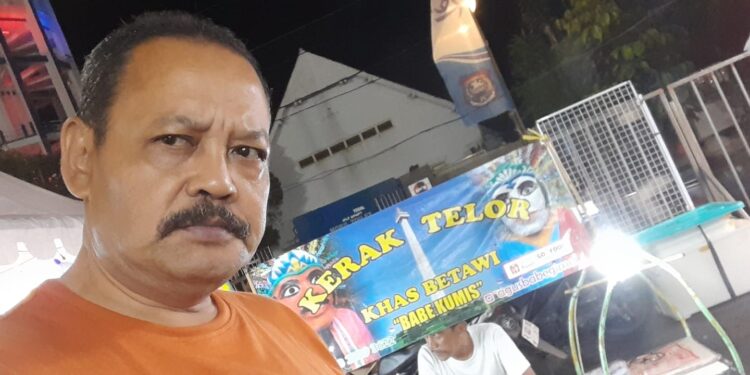 KERAK TELOR
KHAS BETAWI
"BABE KUMIS"